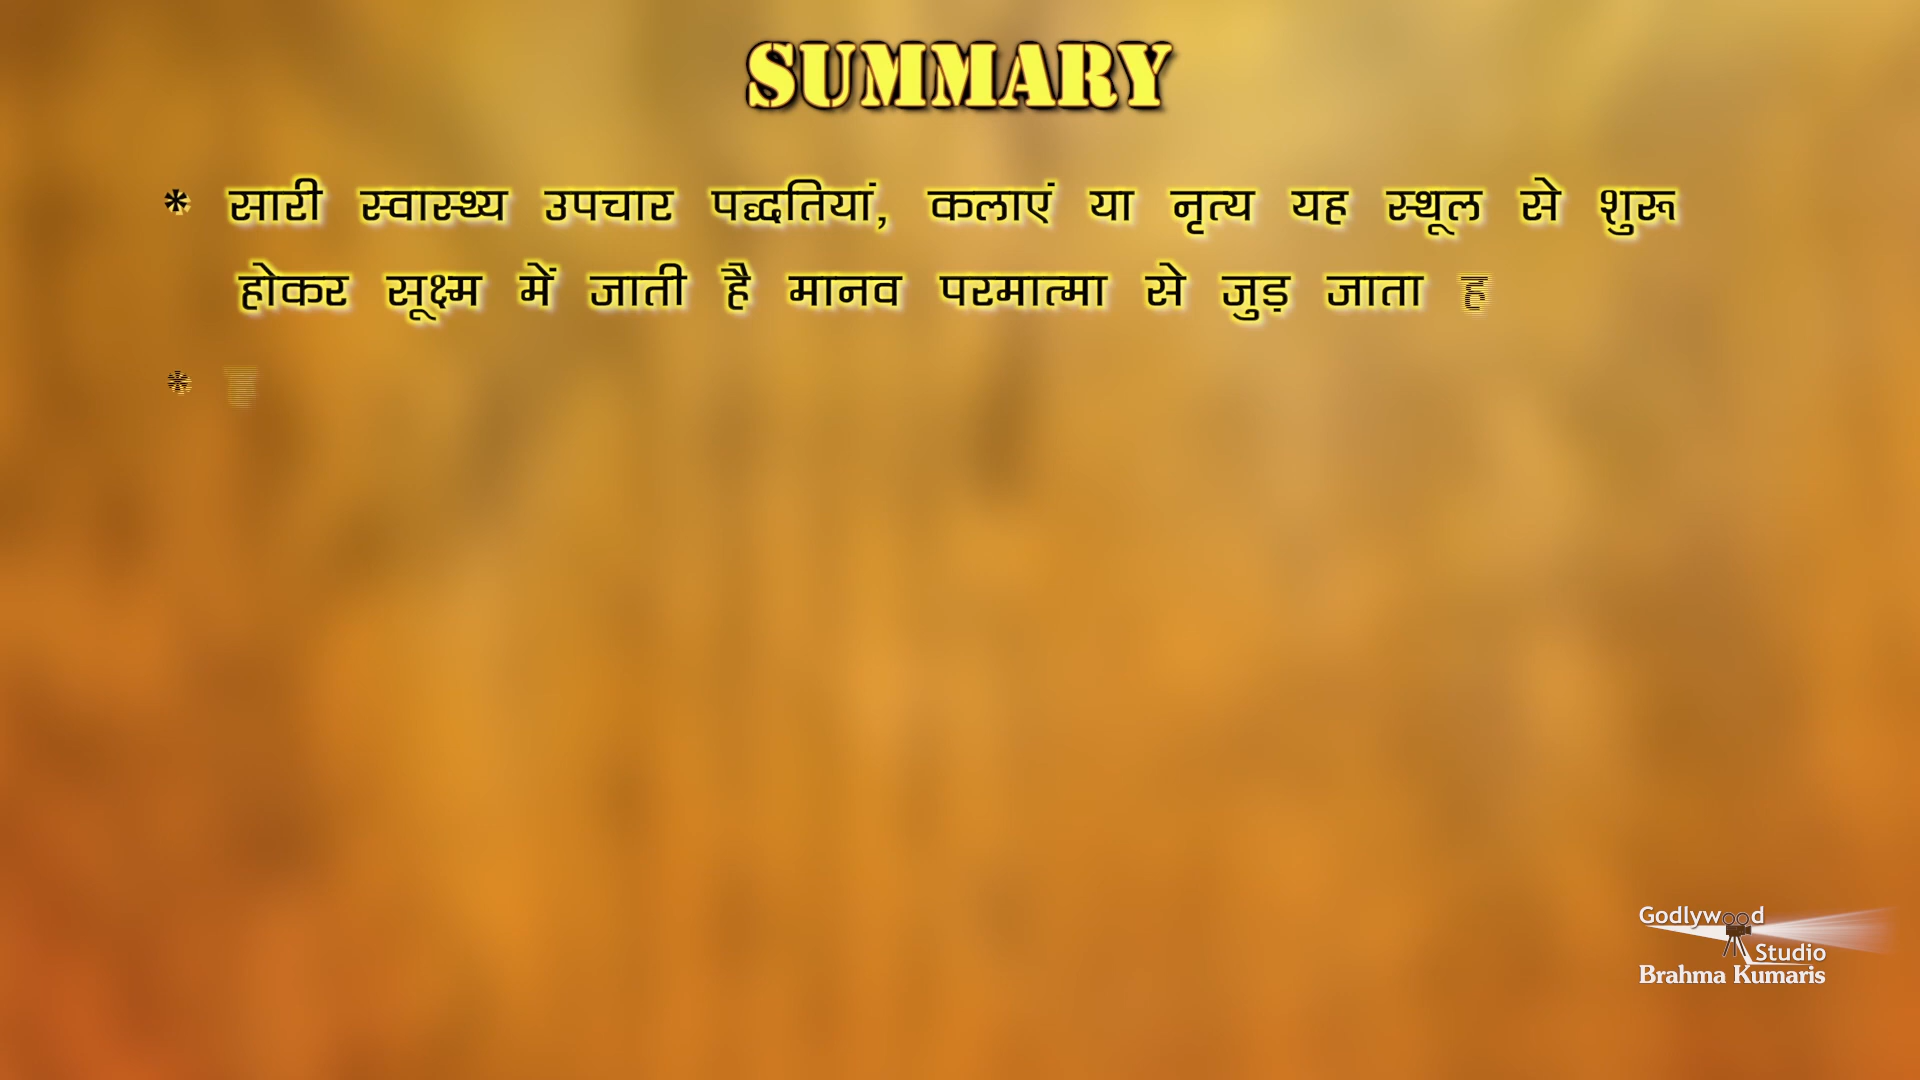 SUMMARY
* सारी स्वास्थ्य उपचार पद्धतियां, कलाएं या नृत्य यह स्थूल से शुरू
होकर सूक्ष्म में जाती है मानव परमात्मा से जुड़ जाता ह
*
Godlywood
Studio
Brahma Kumaris